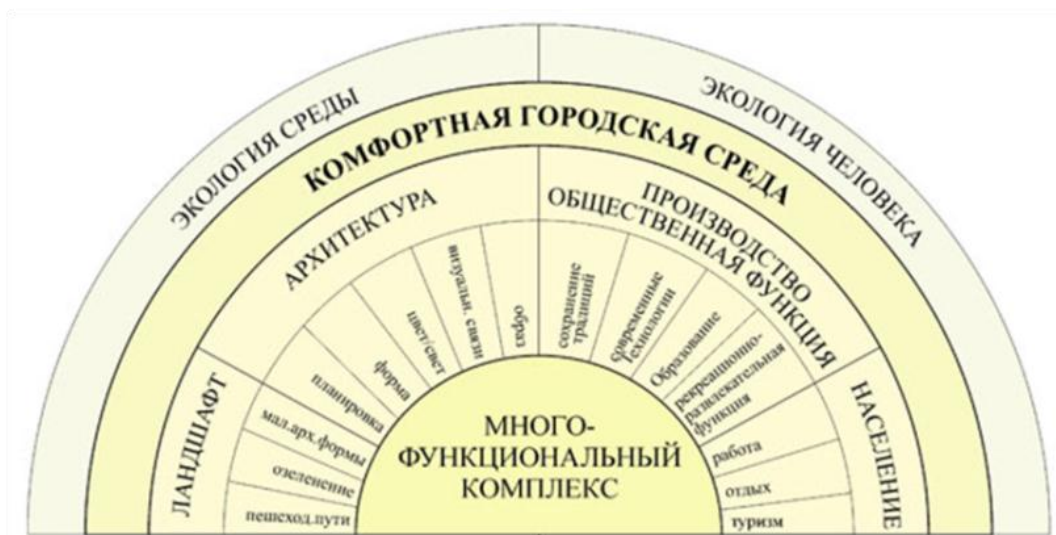 ЭКОЛОГИЯ СРЕДЫ
ЭКОЛОГИЯ ЧЕЛОВЕКА
КОМФОРТНАЯ ГОРОДСКАЯ СРЕДА
ЛАНДШАФТ
АРХИТЕКТУРА
ПРОИЗВОДСТВО
ОБЩЕСТВЕННАЯ ФУНКЦИЯ
НАСЕЛЕНИЕ
пешеход.пути
озеленение
мал.арх.формы
планировка
форма
цвет/свет
визуальн. связи
образ
сохранение
традиций
современные
технологии
Образование
рекреационно-
развлекательная
функция
работа
отдых
туризм
МНОГО-
ФУНКЦИОНАЛЬНЫЙ
КОМПЛЕКС